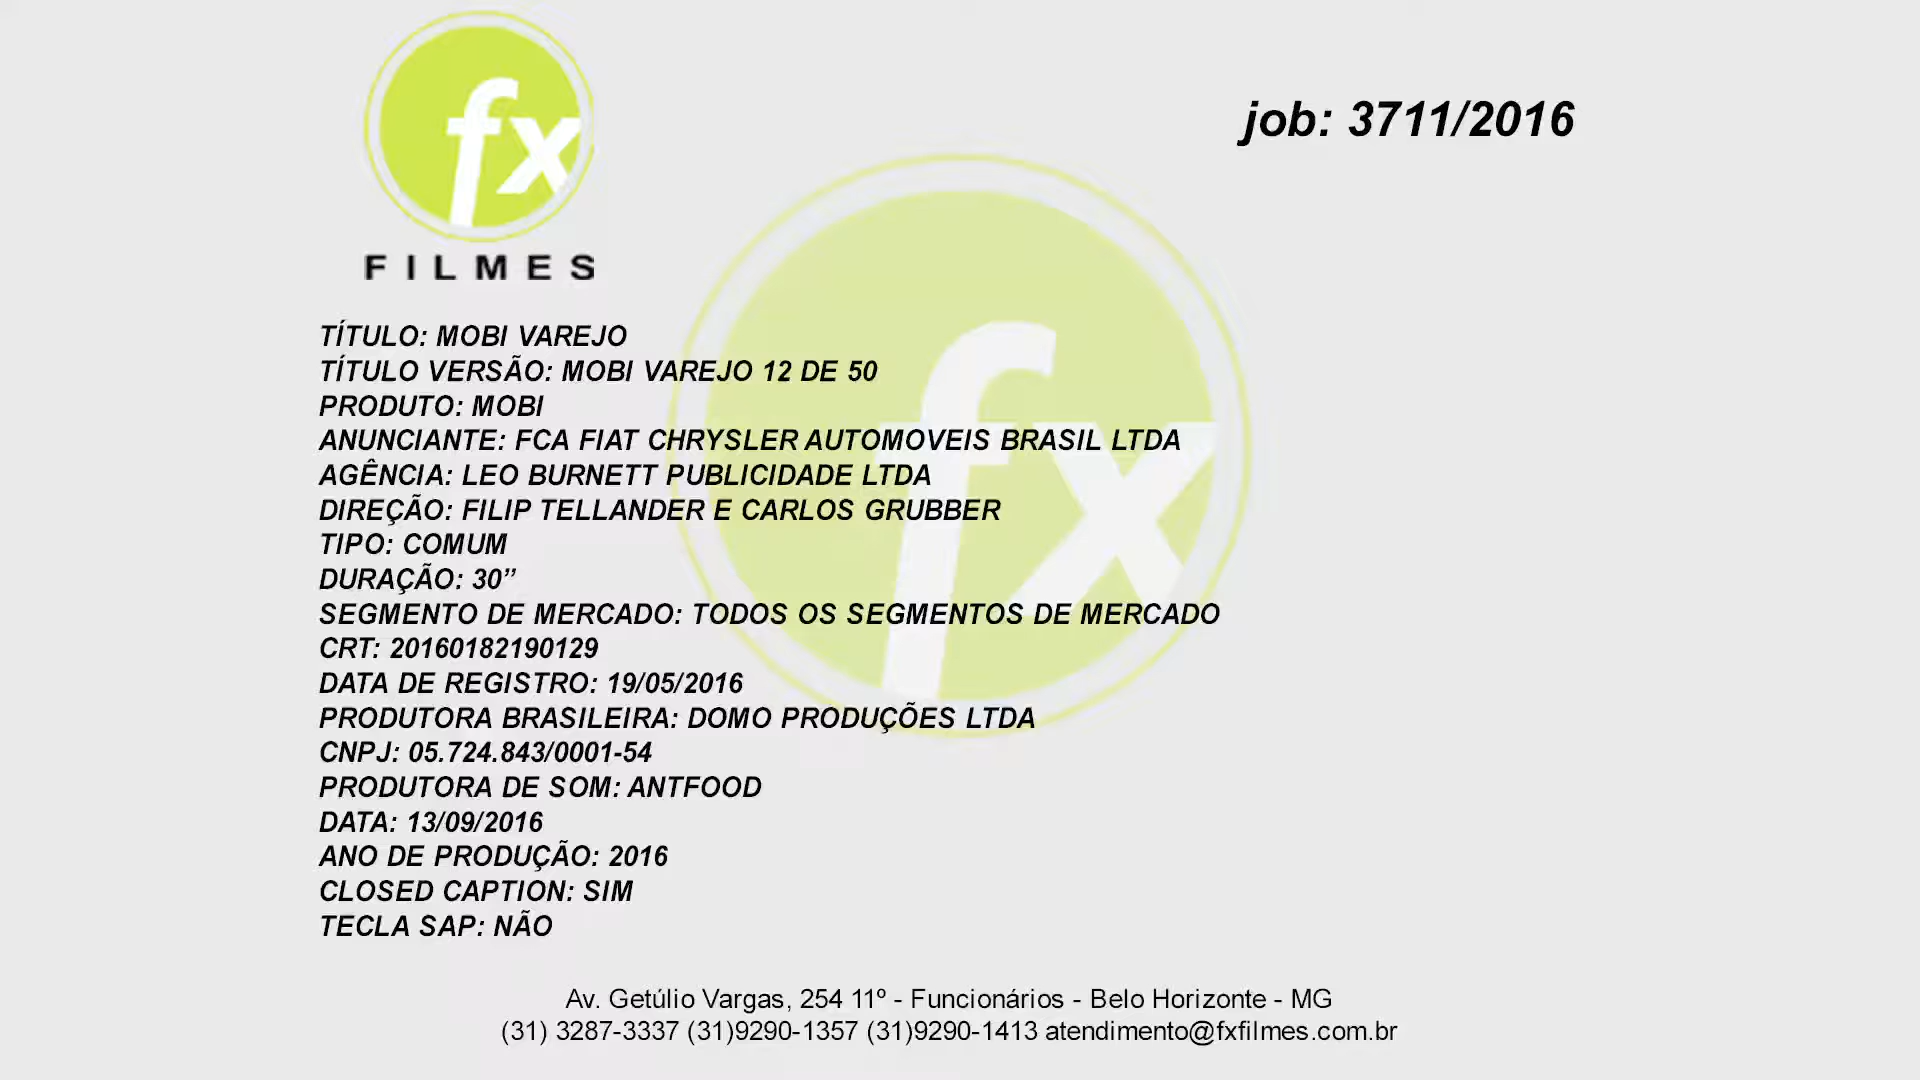 fx
FILMES
job: 3711/2016
fx
TÍTULO: MOBI VAREJO
TÍTULO VERSÃO: MOBI VAREJO 12 DE 50
PRODUTO: MOBI
ANUNCIANTE: FCA FIAT CHRYSLER AUTOMOVEIS BRASIL LTDA
AGÊNCIA: LEO BURNETT PUBLICIDADE LTDA
DIREÇÃO: FILIP TELLANDER E CARLOS GRUBBER
TIPO: COMUM
DURAÇÃO: 30”
SEGMENTO DE MERCADO: TODOS OS SEGMENTOS DE MERCADO
CRT: 20160182190129
DATA DE REGISTRO: 19/05/2016
PRODUTORA BRASILEIRA: DOMO PRODUÇÕES LTDA
CNPJ: 05.724.843/0001-54
PRODUTORA DE SOM: ANTFOOD
DATA: 13/09/2016
ANO DE PRODUÇÃO: 2016
CLOSED CAPTION: SIM
TECLA SAP: NÃO
Av. Getúlio Vargas, 254 11º - Funcionários - Belo Horizonte - MG
(31) 3287-3337 (31)9290-1357 (31)9290-1413 atendimento@fxfilmes.com.br